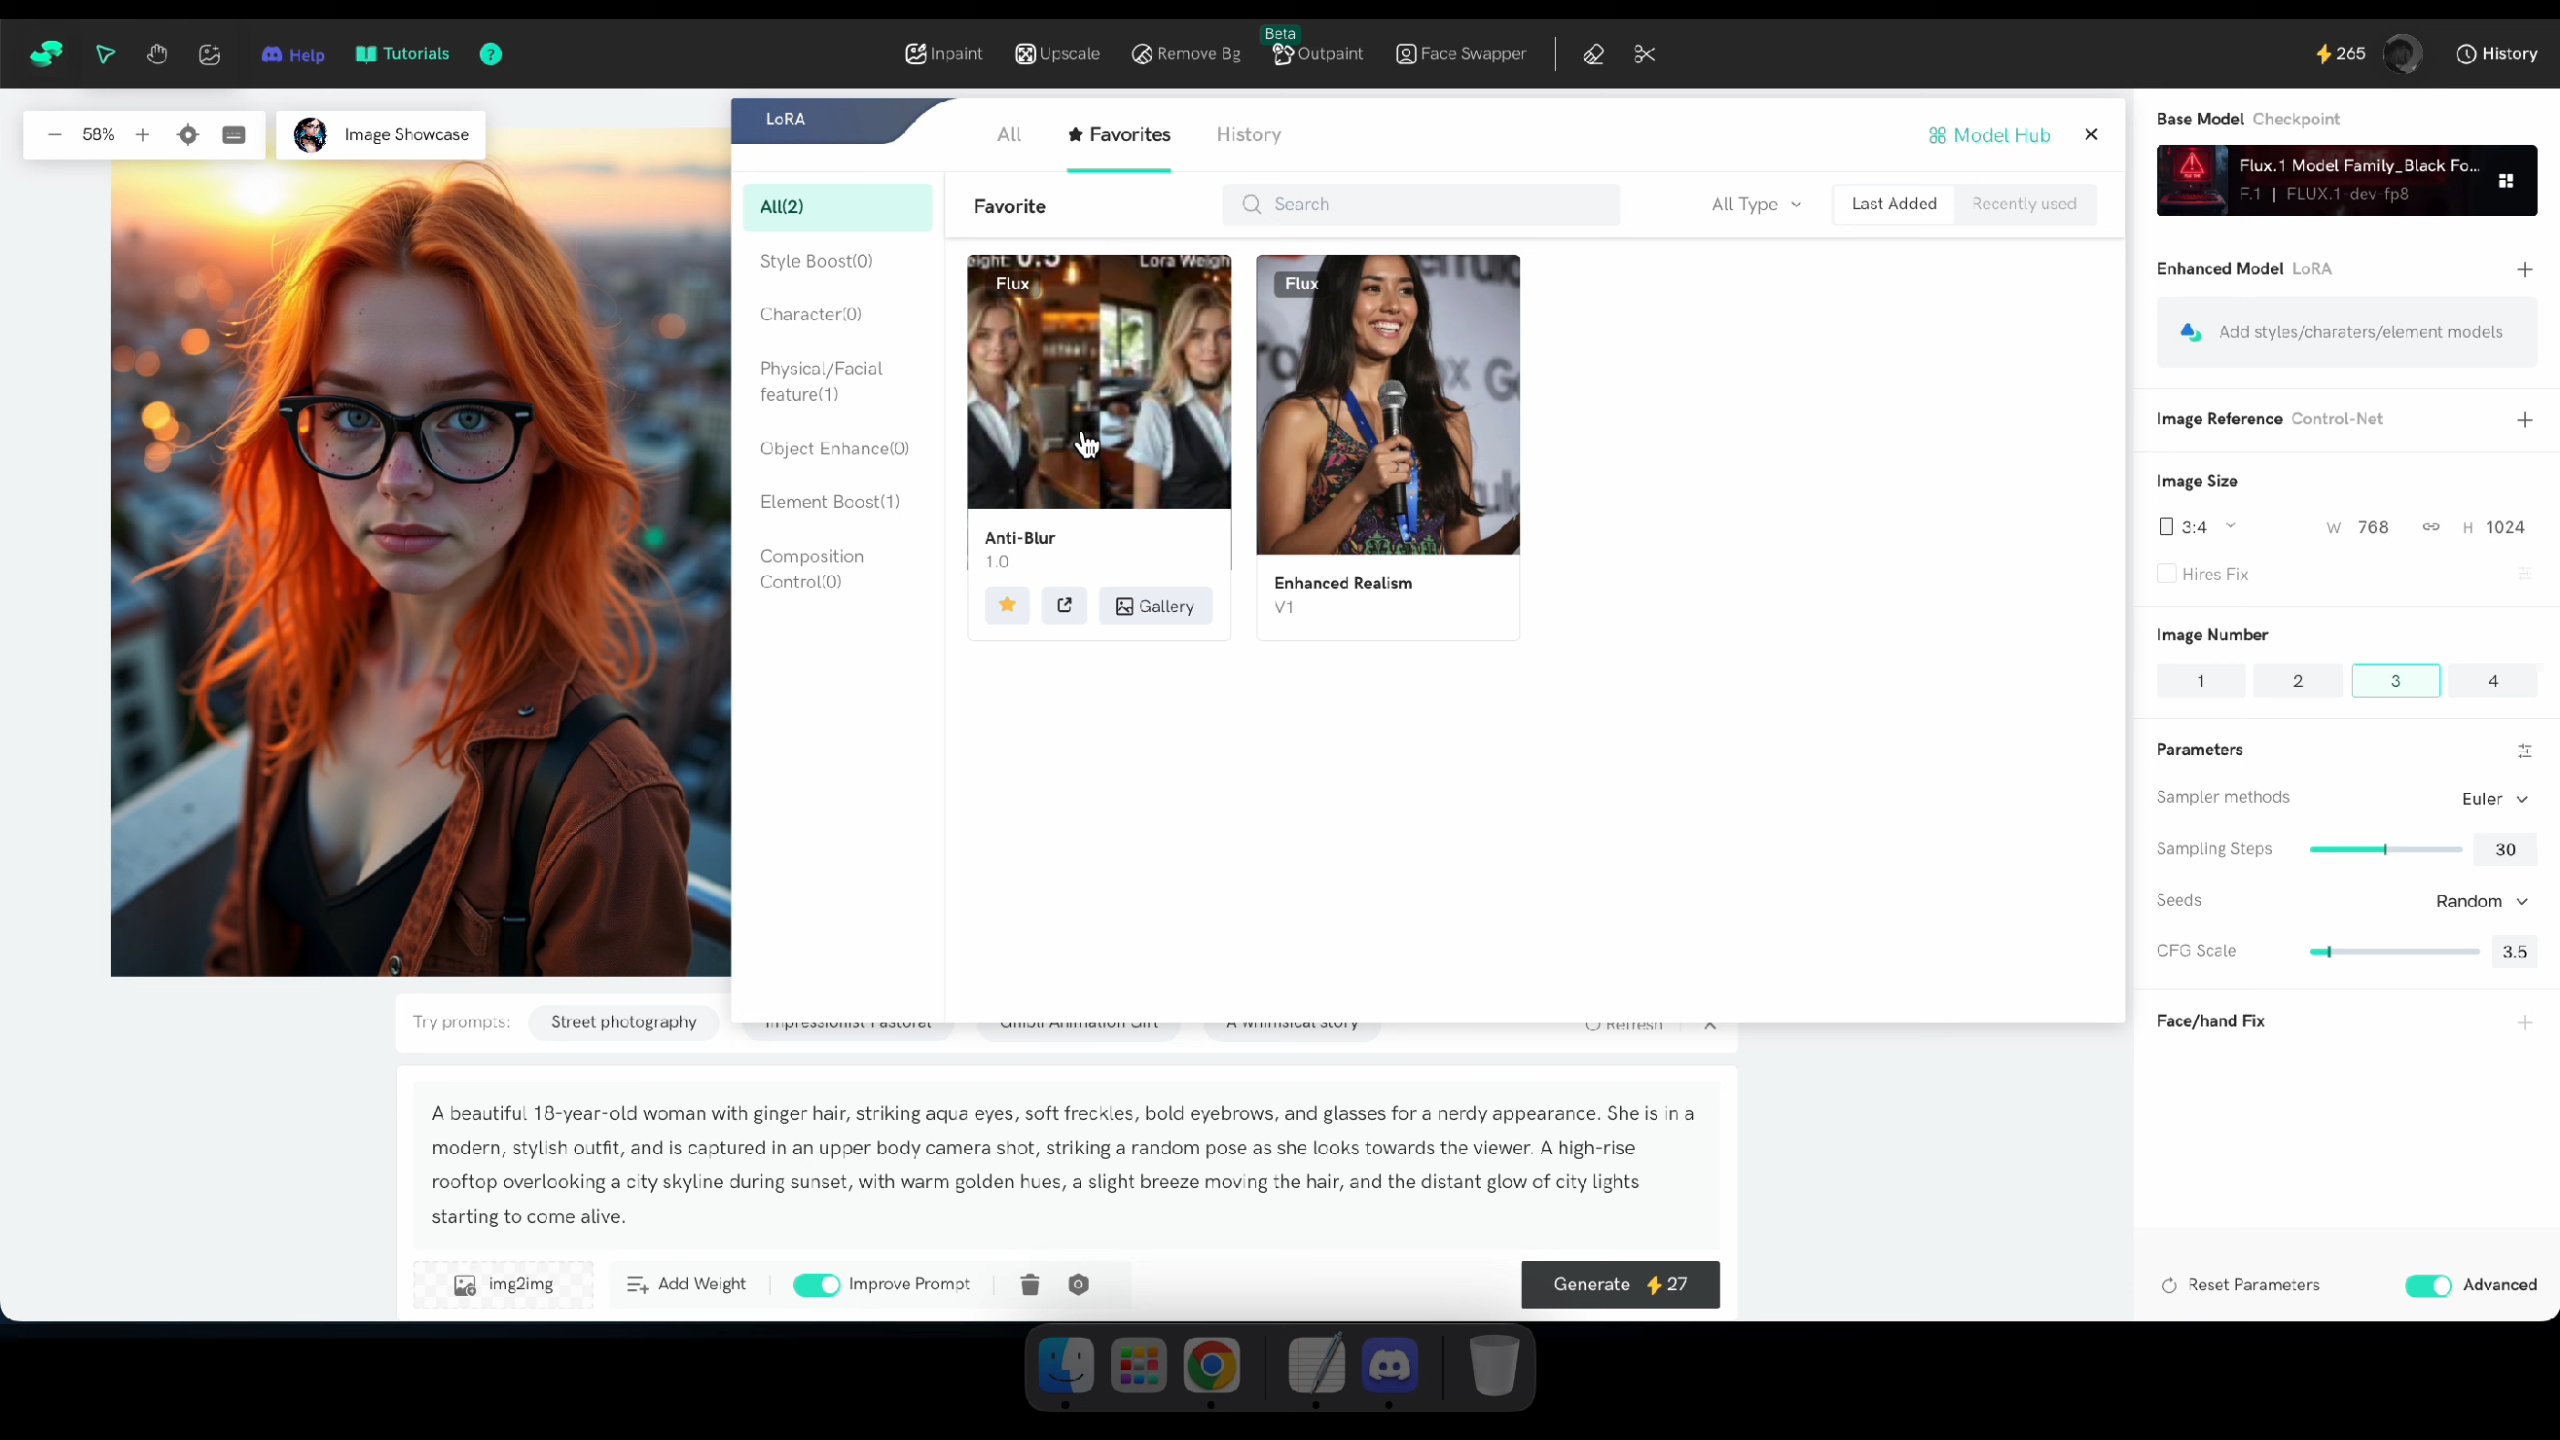 Help
Tutorials
?
Inpaint
Upscale
Remove Bg
Beta
Outpaint
Face Swapper
265
History
58%
Image Showcase
LoRA
All
Favorites
History
Model Hub
All(2)
Style Boost(0)
Character(0)
Physical/Facial
feature(1)
Object Enhance(0)
Element Boost(1)
Composition
Control(0)
Favorite
Search
All Type
Last Added
Recently used
Flux
Anti-Blur
1.0
Gallery
Flux
Enhanced Realism
V1
Base Model Checkpoint
Flux.1 Model Family_Black Fo...
F.1 | FLUX.1-dev-fp8
Enhanced Model LoRA
Add styles/charaters/element models
Image Reference Control-Net
Image Size
3:4
W 768
H 1024
Hires Fix
Image Number
1 2 3 4
Parameters
Sampler methods Euler
Sampling Steps 30
Seeds Random
CFG Scale 3.5
Face/hand Fix
Reset Parameters
Advanced
Try prompts: Street photography Impressionist Pastoral Ghibli Animation Girl A whimsical story Refresh
A beautiful 18-year-old woman with ginger hair, striking aqua eyes, soft freckles, bold eyebrows, and glasses for a nerdy appearance. She is in a
modern, stylish outfit, and is captured in an upper body camera shot, striking a random pose as she looks towards the viewer. A high-rise
rooftop overlooking a city skyline during sunset, with warm golden hues, a slight breeze moving the hair, and the distant glow of city lights
starting to come alive.
img2img
Add Weight
Improve Prompt
Generate 27